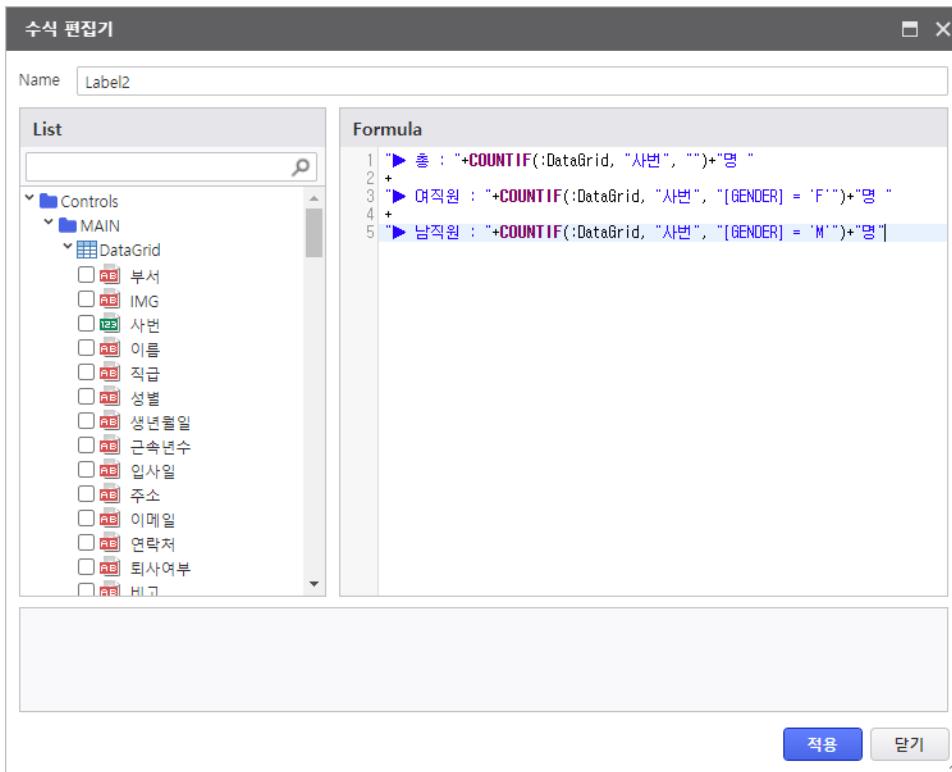 수식 편집기
Name Label2
List
Controls
MAIN
DataGrid
부서
IMG
사번
이름
직급
성별
생년월일
근속년수
입사일
주소
이메일
연락처
퇴사여부
비고
Formula
1 "▶ 총 : "+COUNTIF(:DataGrid, "사번", "")+"명 "
2 +
3 "▶ 여직원 : "+COUNTIF(:DataGrid, "사번", "[GENDER] = 'F'")+"명 "
4 +
5 "▶ 남직원 : "+COUNTIF(:DataGrid, "사번", "[GENDER] = 'M'")+"명"
적용 닫기